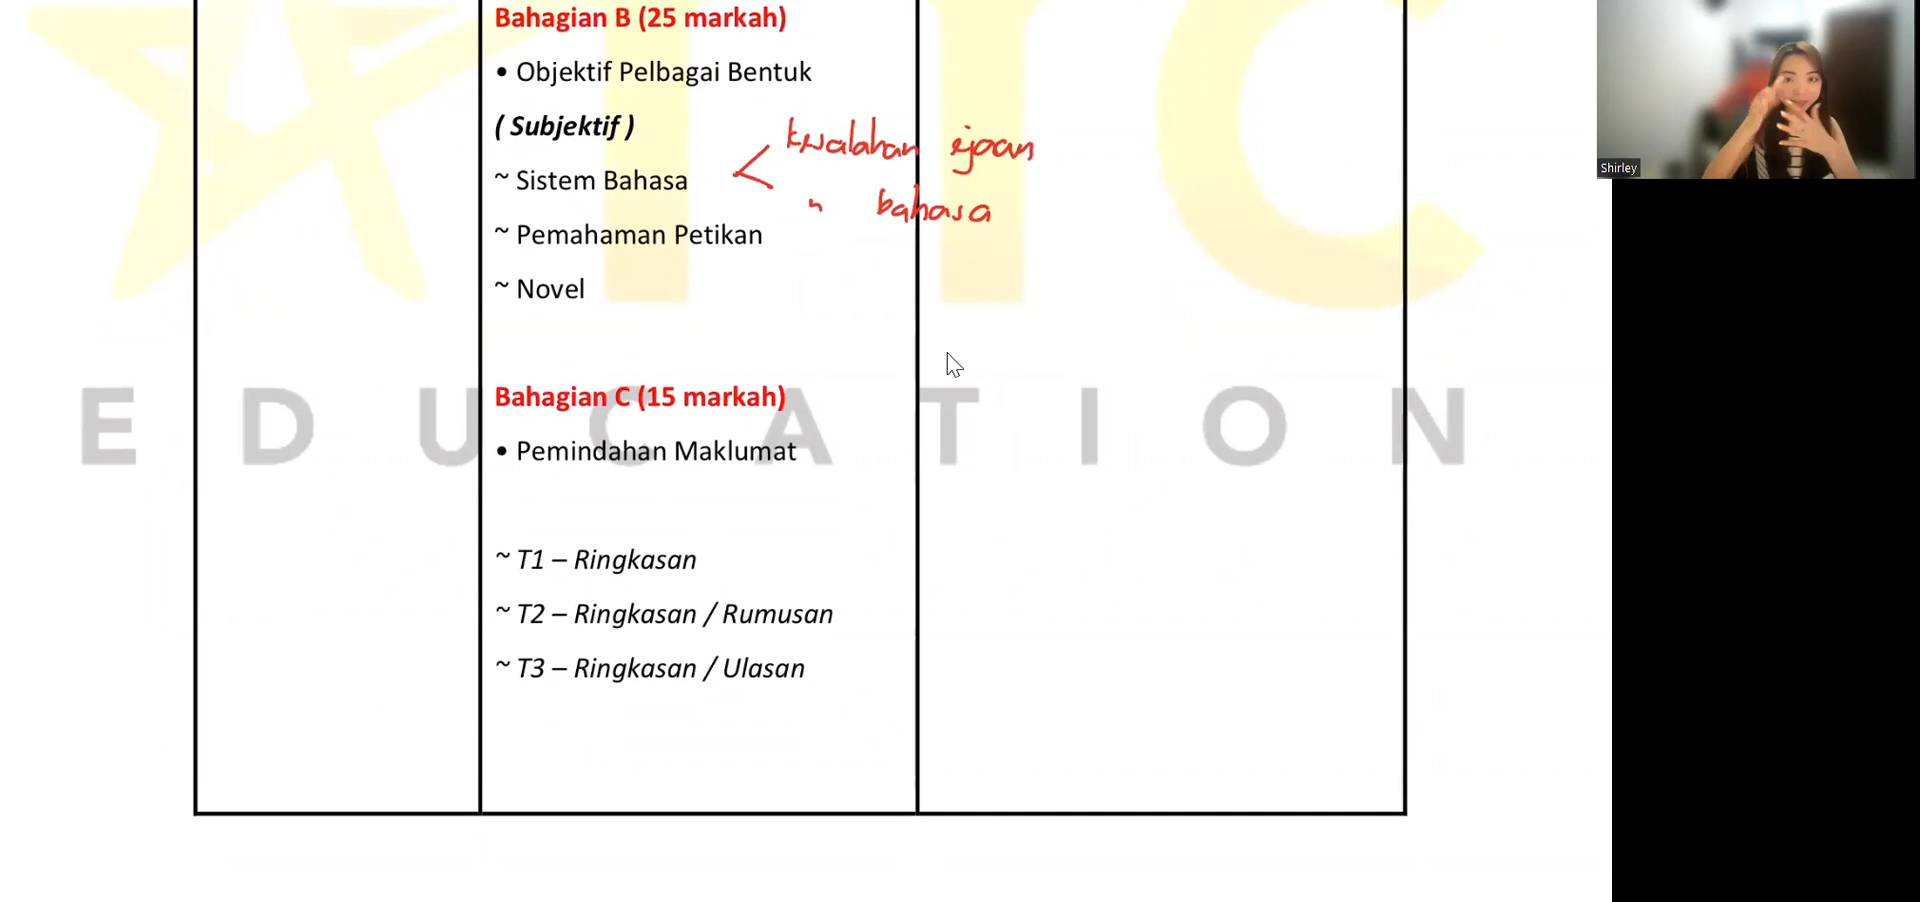 Bahagian B (25 markah)
• Objektif Pelbagai Bentuk
( Subjektif )
kesalahan ejaan
~ Sistem Bahasa
" bahasa
~ Pemahaman Petikan
~ Novel
Bahagian C (15 markah)
EDUCATION
• Pemindahan Maklumat
~ T1 – Ringkasan
~ T2 – Ringkasan / Rumusan
~ T3 – Ringkasan / Ulasan
Shirley